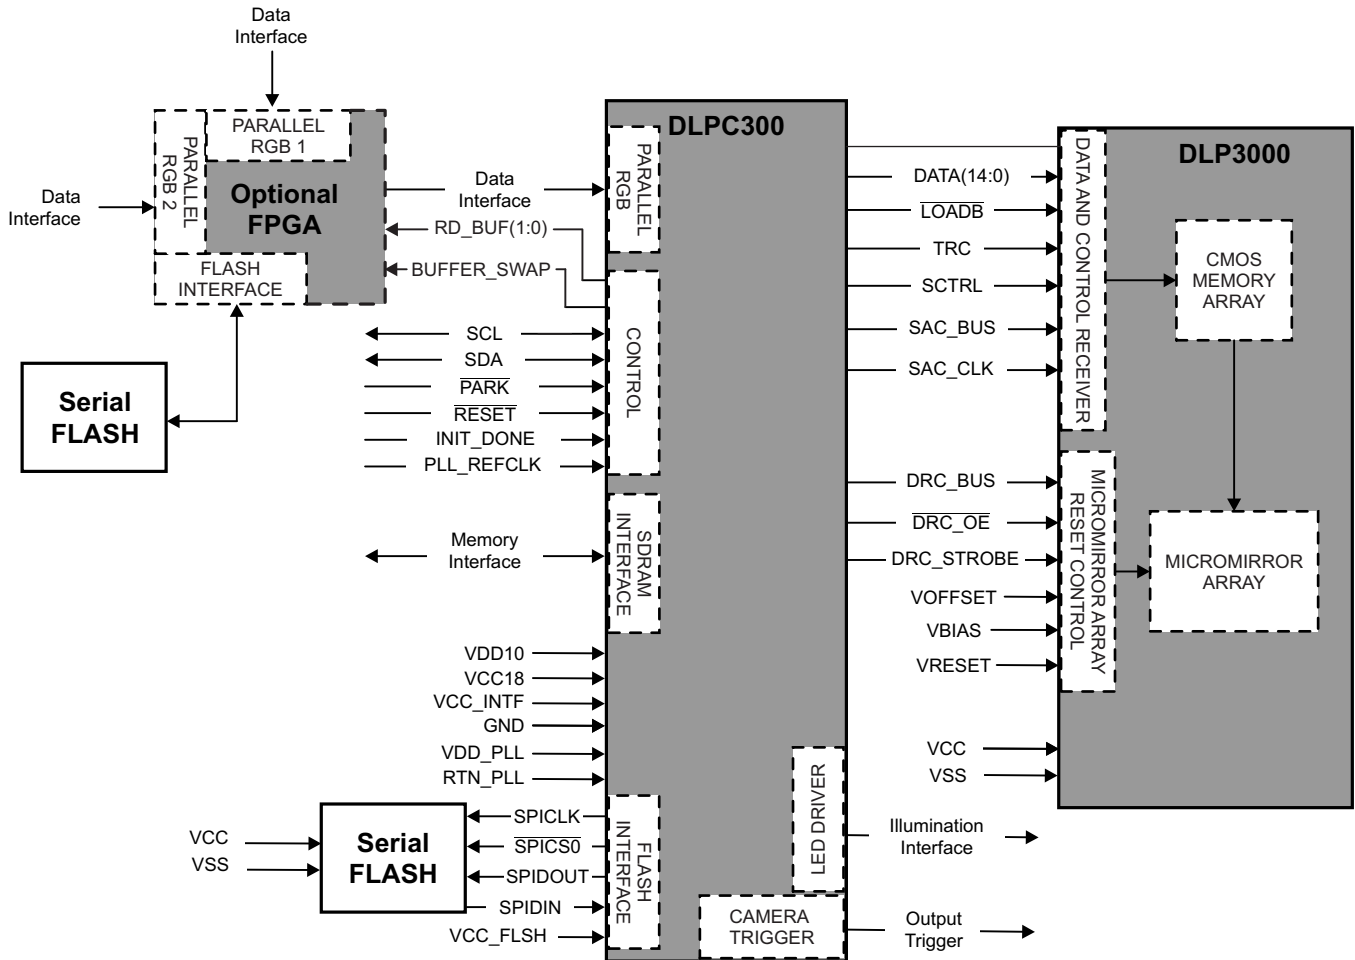 Data
Interface
PARALLEL
RGB 1
PARALLEL
RGB 2
Optional
FPGA
Data
Interface
FLASH
INTERFACE
Serial
FLASH
Data
Interface
RD_BUF(1:0)
BUFFER_SWAP
SCL
SDA
PARK
RESET
INIT_DONE
PLL_REFCLK
Memory
Interface
VDD10
VCC18
VCC_INTF
GND
VDD_PLL
RTN_PLL
SPICLK
SPICS0
SPIDOUT
SPIDIN
VCC_FLSH
VCC
VSS
Serial
FLASH
DLPC300
PARALLEL
RGB
CONTROL
SDRAM
INTERFACE
FLASH
INTERFACE
LED DRIVER
CAMERA
TRIGGER
DATA(14:0)
LOADB
TRC
SCTRL
SAC_BUS
SAC_CLK
DRC_BUS
DRC_OE
DRC_STROBE
VOFFSET
VBIAS
VRESET
VCC
VSS
Illumination
Interface
Output
Trigger
DLP3000
DATA AND CONTROL RECEIVER
CMOS
MEMORY
ARRAY
MICROMIRROR ARRAY
RESET CONTROL
MICROMIRROR
ARRAY